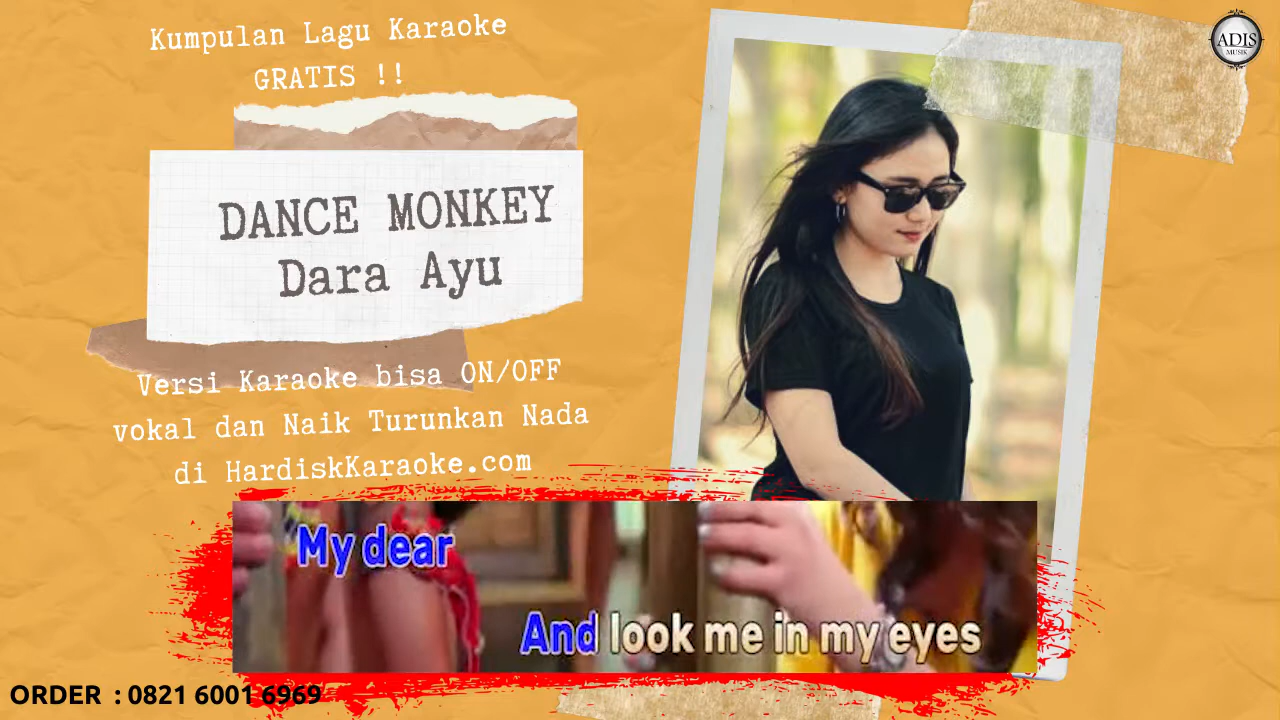 Kumpulan Lagu Karaoke
GRATIS !!
ADIS
MUSIK
DANCE MONKEY
Dara Ayu
Versi Karaoke bisa ON/OFF
vokal dan Naik Turunkan Nada
di HardiskKaraoke.com
My dear
And look me in my eyes
ORDER : 0821 6001 6969